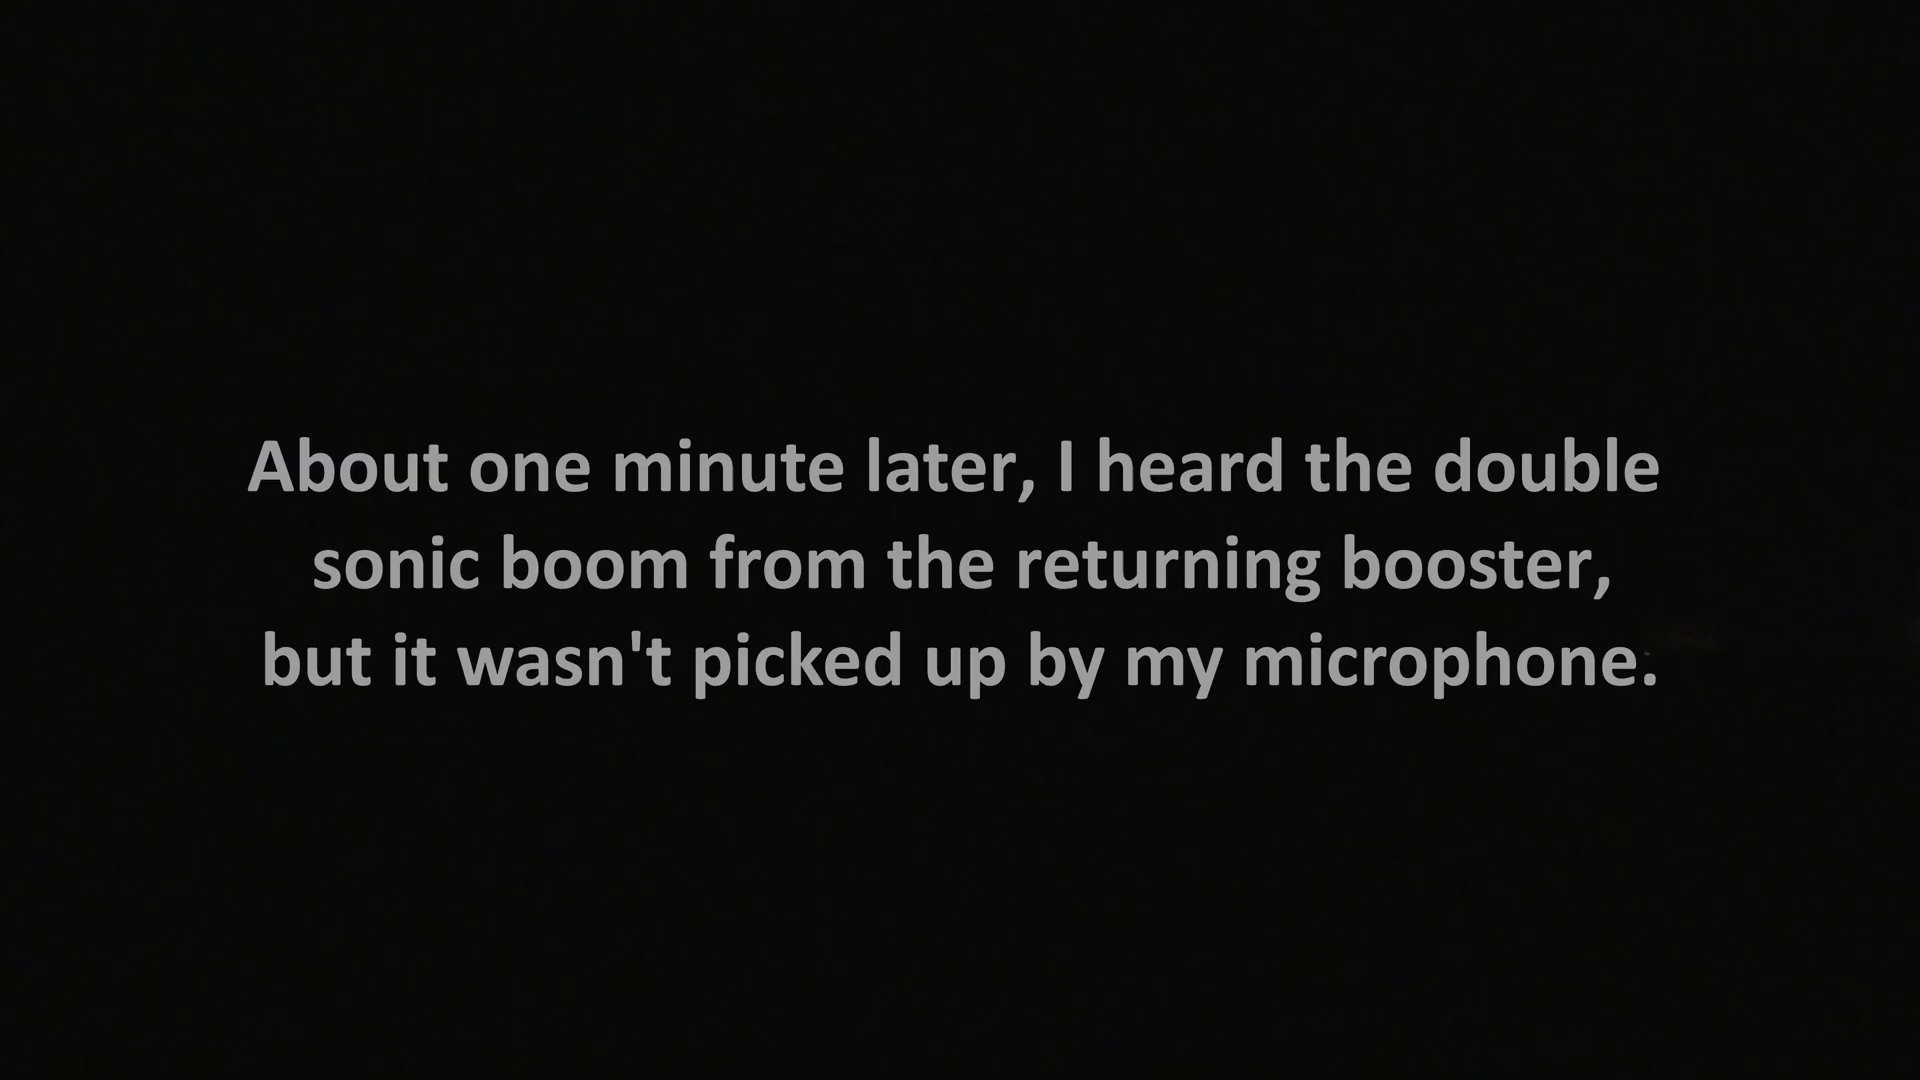 About one minute later, I heard the double
sonic boom from the returning booster,
but it wasn't picked up by my microphone.